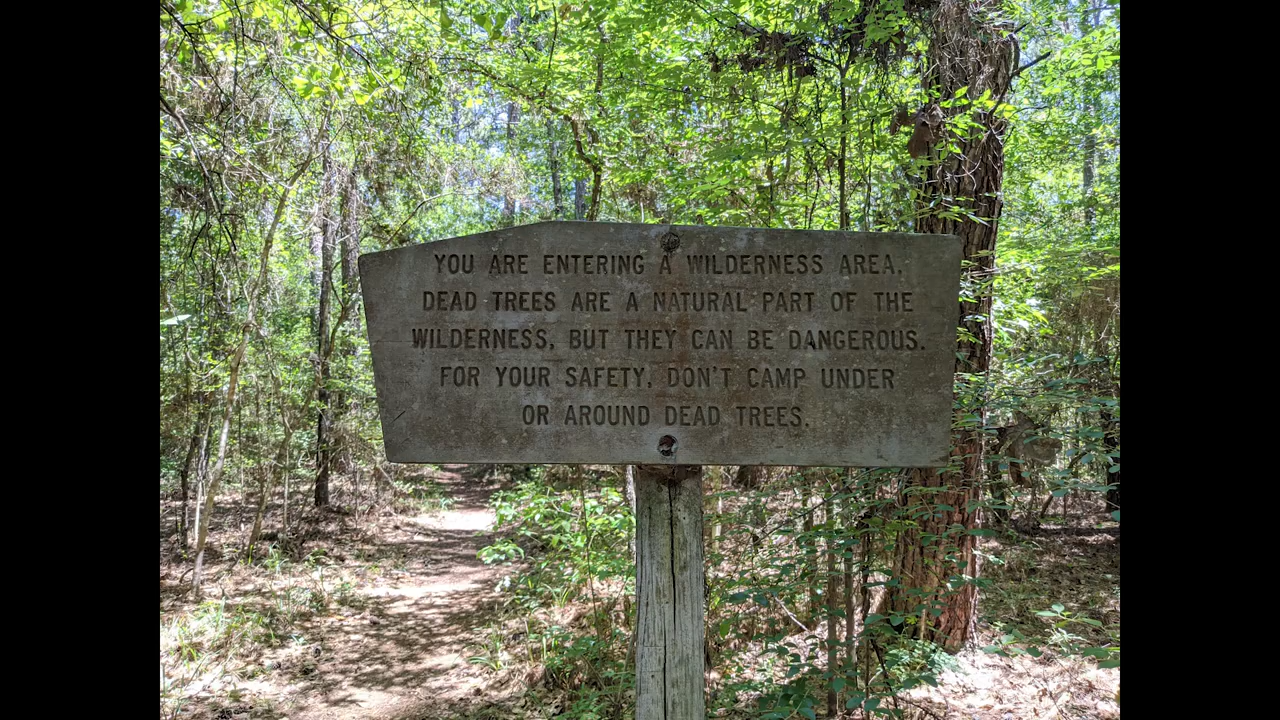 YOU ARE ENTERING A WILDERNESS AREA.
DEAD TREES ARE A NATURAL PART OF THE
WILDERNESS, BUT THEY CAN BE DANGEROUS.
FOR YOUR SAFETY, DON'T CAMP UNDER
OR AROUND DEAD TREES.